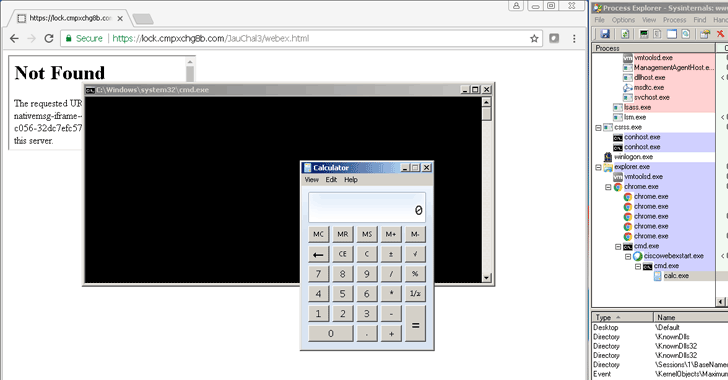 https://lock.cmpxchg8b.com
Secure
https://lock.cmpxchg8b.com/JauChal3/webex.html
Not Found
The requested UR
nativemsg-iframe-
c056-32dc7efc57
this server.
C:\Windows\system32\cmd.exe
Calculator
View Edit Help
0
MC MR MS M+ M-
← CE C ± √
7 8 9 / %
4 5 6 * 1/x
1 2 3 - =
0 . +
Process Explorer - Sysinternals: ww
File Options View Process Find Users
Process
vmtoolsd.exe
ManagementAgentHost.e...
dllhost.exe
msdtc.exe
svchost.exe
lsass.exe
lsm.exe
csrss.exe
conhost.exe
conhost.exe
winlogon.exe
explorer.exe
vmtoolsd.exe
chrome.exe
chrome.exe
chrome.exe
chrome.exe
chrome.exe
cmd.exe
ciscowebexstart.exe
cmd.exe
calc.exe
Type Name
Desktop \Default
Directory \KnownDlls
Directory \KnownDlls32
Directory \KnownDlls32
Directory \Sessions\1\BaseName
Event \KernelObjects\Maximum